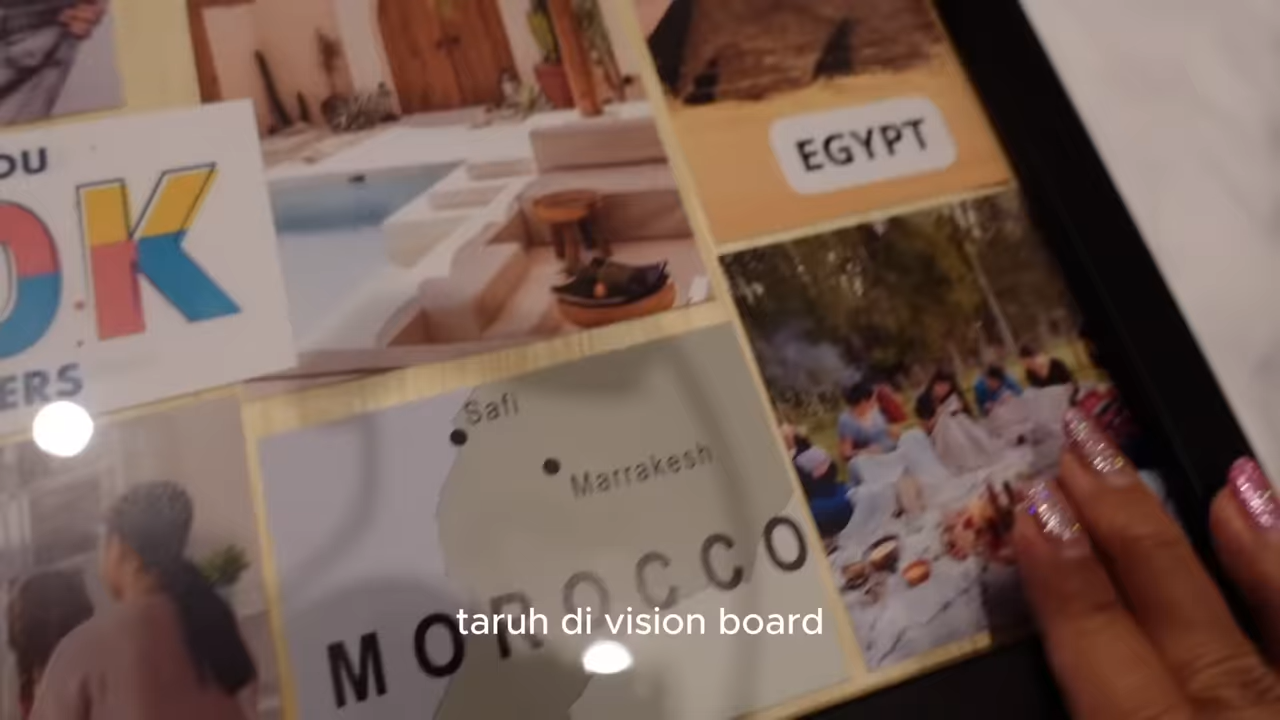 EGYPT
OU
OK
ERS
Safi
Marrakesh
MOROCCO
taruh di vision board